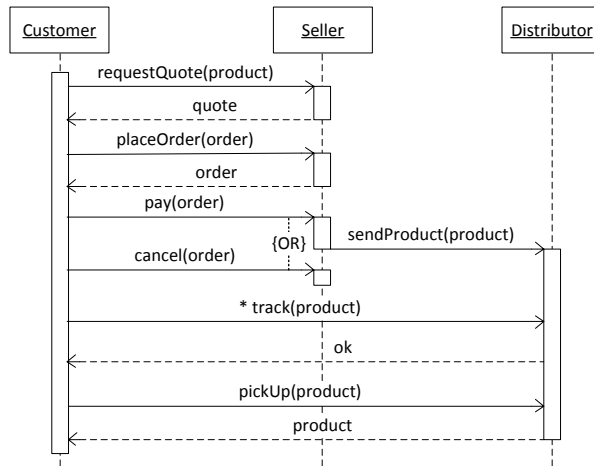 Customer
Seller
Distributor
requestQuote(product)
quote
placeOrder(order)
order
pay(order)
sendProduct(product)
{OR}
cancel(order)
* track(product)
ok
pickUp(product)
product